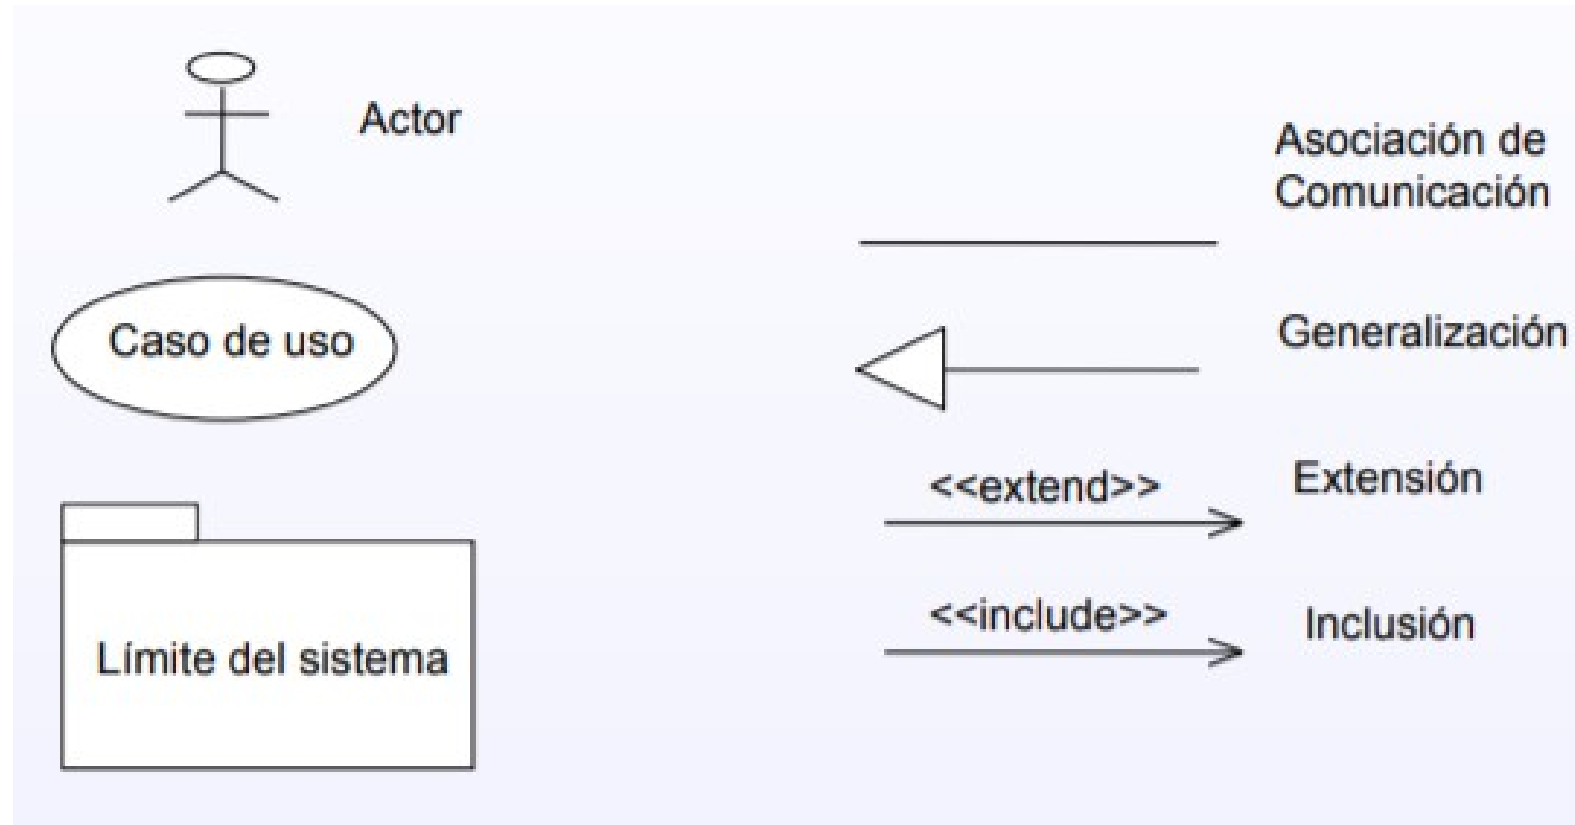 Actor
Caso de uso
Límite del sistema
Asociación de
Comunicación
Generalización
<<extend>>
Extensión
<<include>>
Inclusión